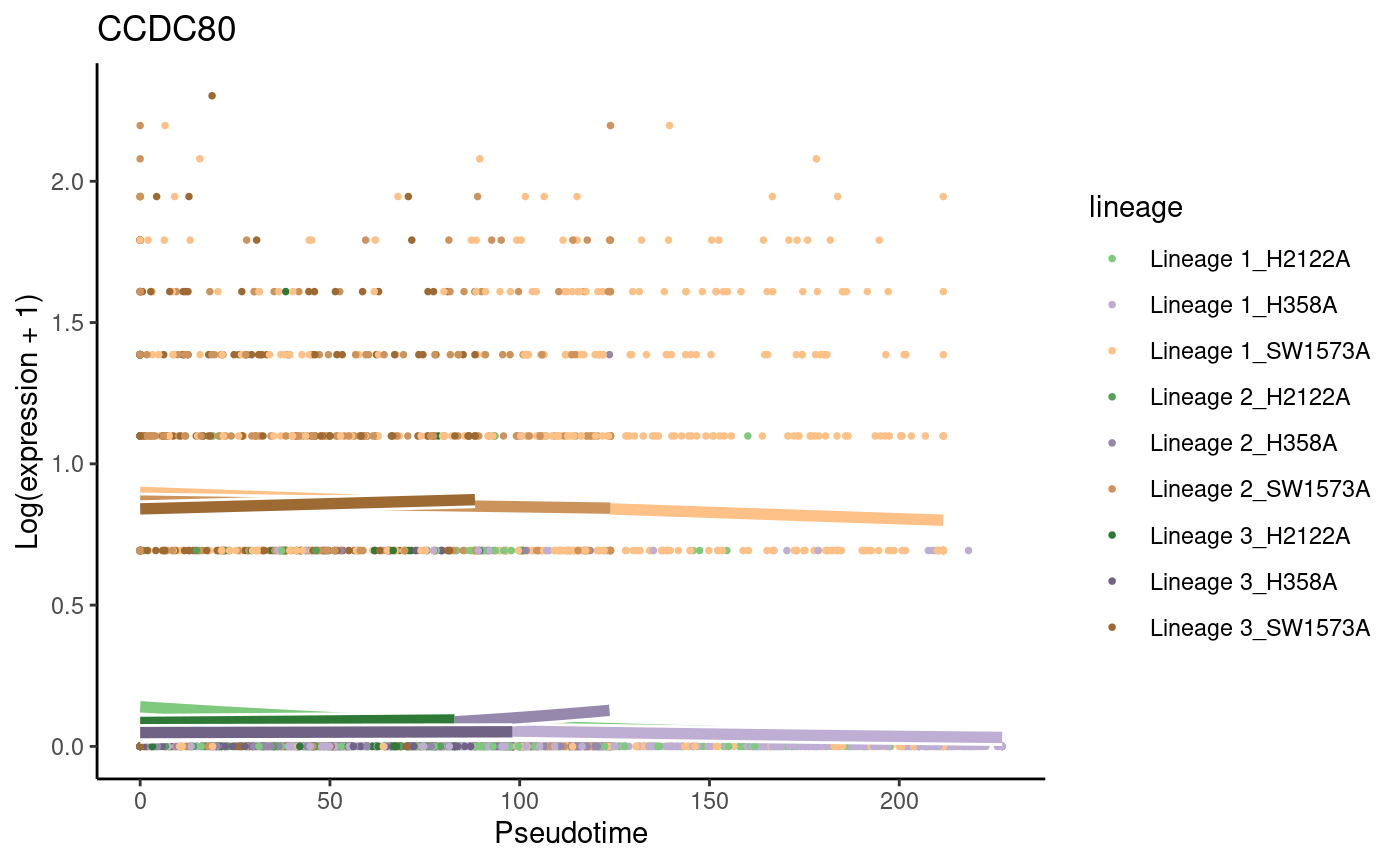 CCDC80
Log(expression + 1)
2.0
1.5
1.0
0.5
0.0
0
50
100
150
200
Pseudotime
lineage
Lineage 1_H2122A
Lineage 1_H358A
Lineage 1_SW1573A
Lineage 2_H2122A
Lineage 2_H358A
Lineage 2_SW1573A
Lineage 3_H2122A
Lineage 3_H358A
Lineage 3_SW1573A